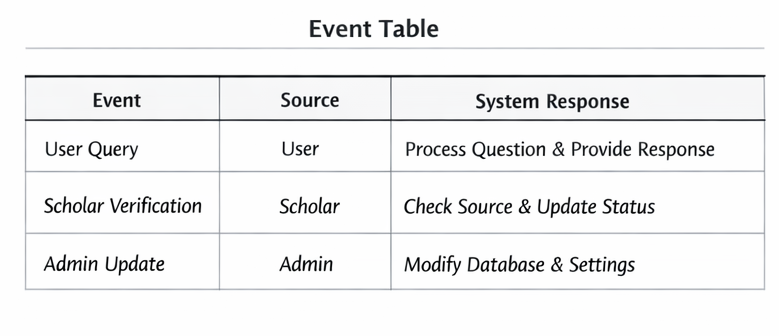 Event Table
Event Source System Response
User Query User Process Question & Provide Response
Scholar Verification Scholar Check Source & Update Status
Admin Update Admin Modify Database & Settings